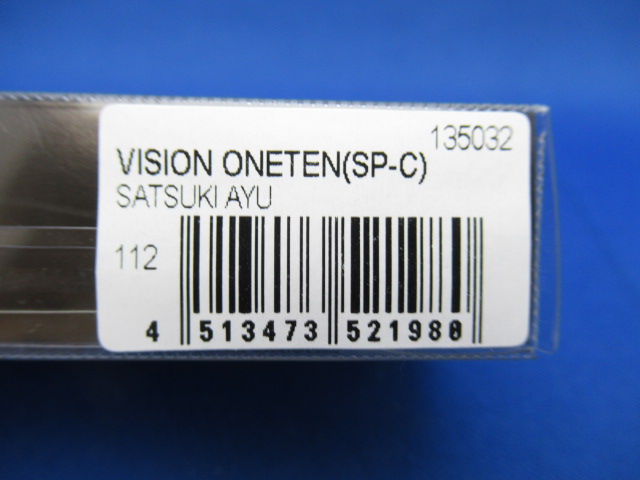 135032
VISION ONETEN(SP-C)
SATSUKI AYU
112
4 513473 521980